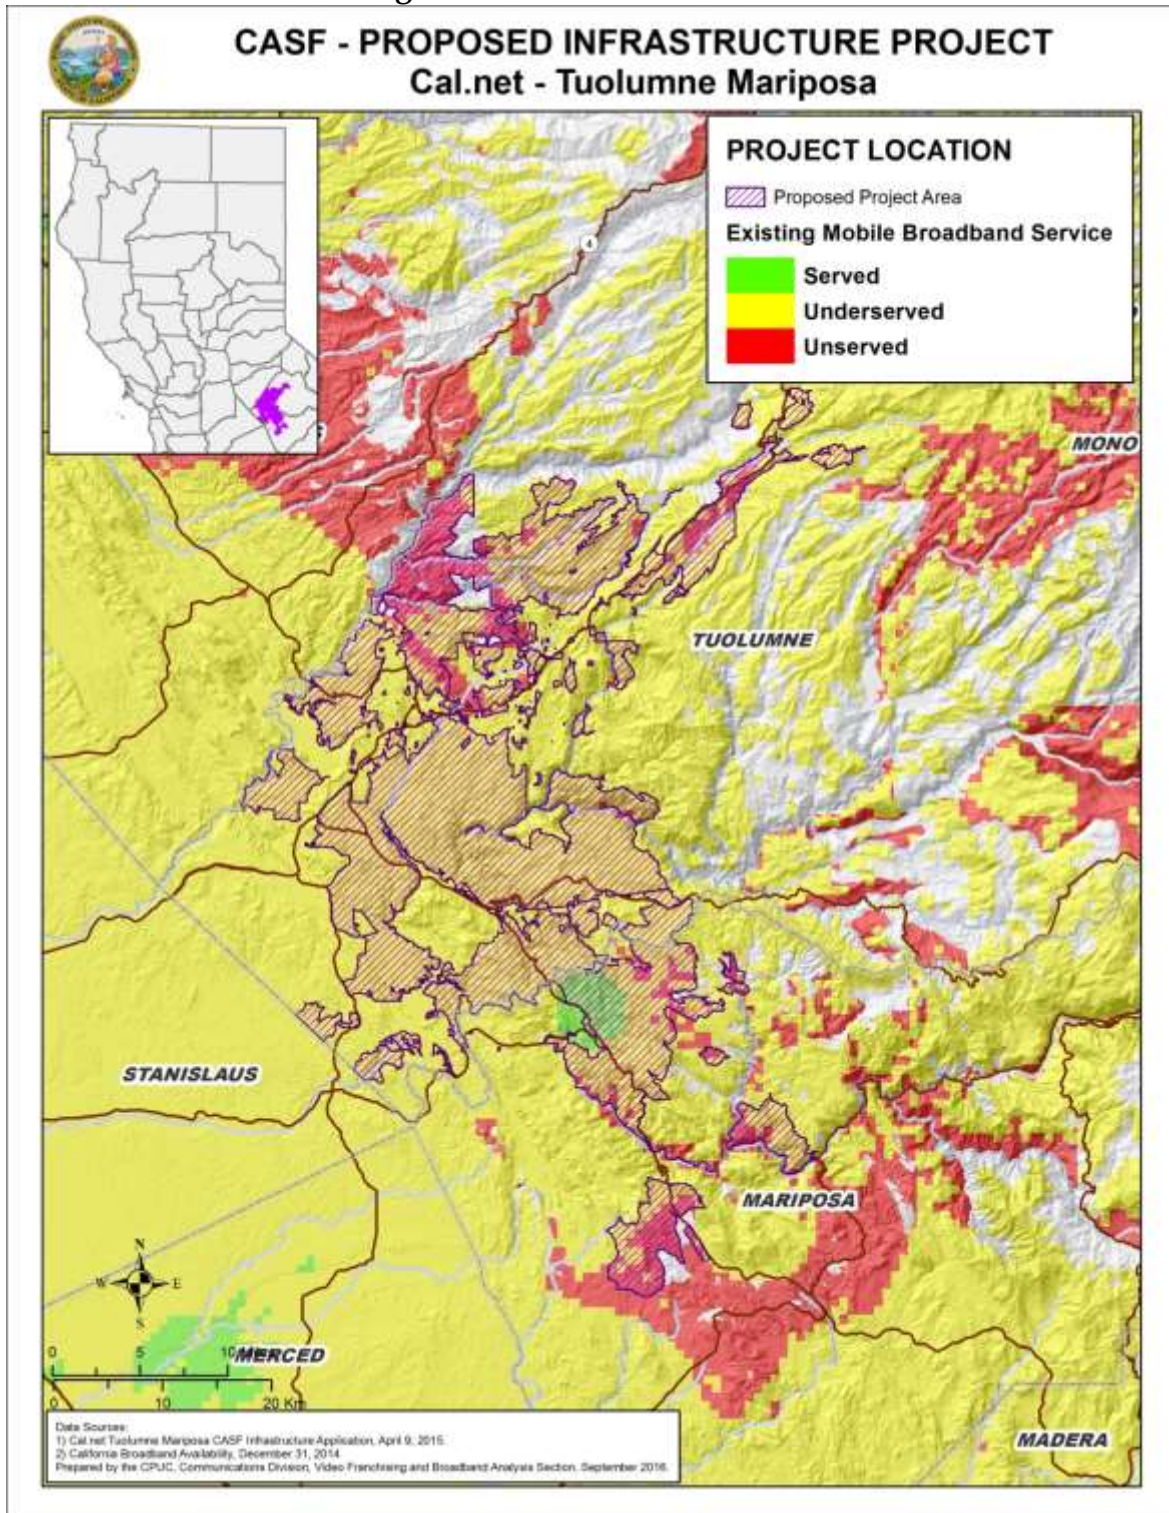 CASF - PROPOSED INFRASTRUCTURE PROJECT
Cal.net - Tuolumne Mariposa
PROJECT LOCATION
Proposed Project Area
Existing Mobile Broadband Service
Served
Underserved
Unserved
4
MONO
TUOLUMNE
STANISLAUS
MARIPOSA
N
W E
S
0 5 10 Miles
MERCED
0 10 20 Km
MADERA
Data Sources:
1) Cal.net Tuolumne Mariposa CASF Infrastructure Application, April 9, 2015.
2) California Broadband Availability, December 31, 2014.
Prepared by the CPUC, Communications Division, Video Franchising and Broadband Analysis Section, September 2016.